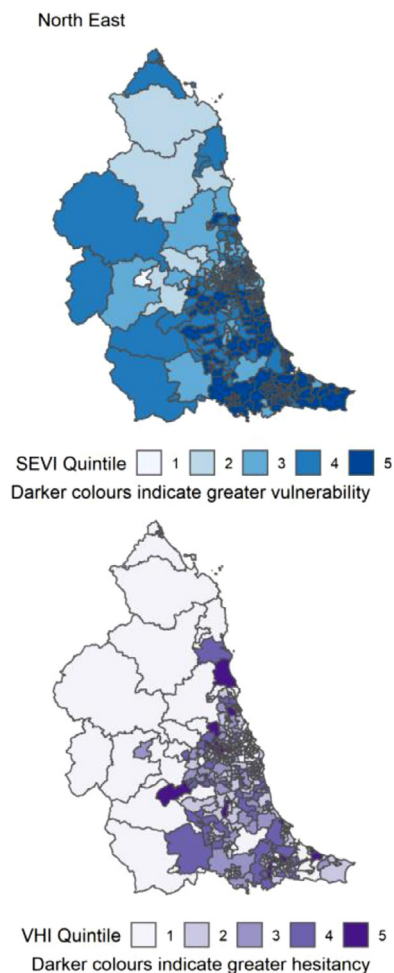 North East
SEVI Quintile 1 2 3 4 5
Darker colours indicate greater vulnerability
VHI Quintile 1 2 3 4 5
Darker colours indicate greater hesitancy